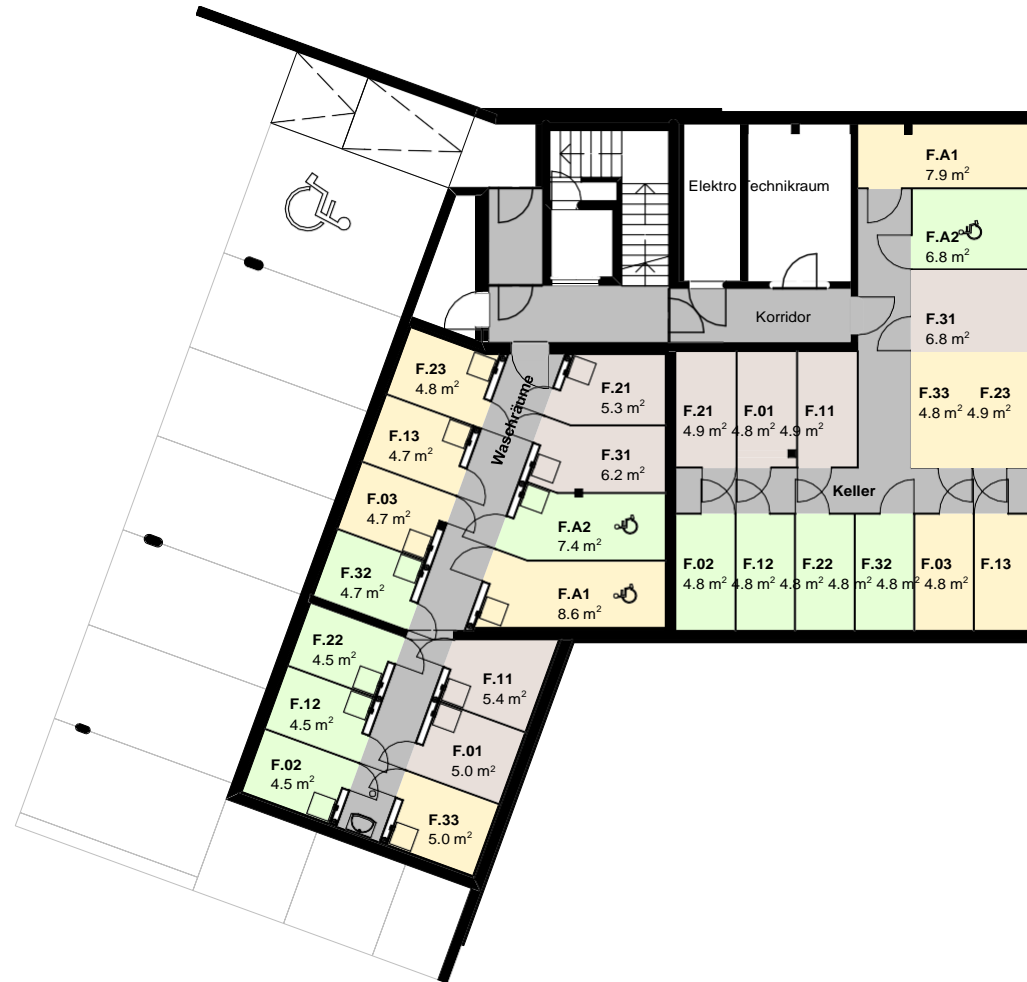 F.A1
7.9 m²
Elektro Technikraum
F.A2
6.8 m²
Korridor
F.31
6.8 m²
F.23
4.8 m²
Waschräume
F.21
5.3 m²
F.21 F.01 F.11
4.9 m² 4.8 m² 4.9 m²
F.33 F.23
4.8 m² 4.9 m²
F.13
4.7 m²
F.31
6.2 m²
Keller
F.03
4.7 m²
F.A2
7.4 m²
F.02 F.12 F.22 F.32 F.03 F.13
4.8 m² 4.8 m² 4.8 m² 4.8 m² 4.8 m²
F.32
4.7 m²
F.A1
8.6 m²
F.22
4.5 m²
F.11
5.4 m²
F.12
4.5 m²
F.01
5.0 m²
F.02
4.5 m²
F.33
5.0 m²